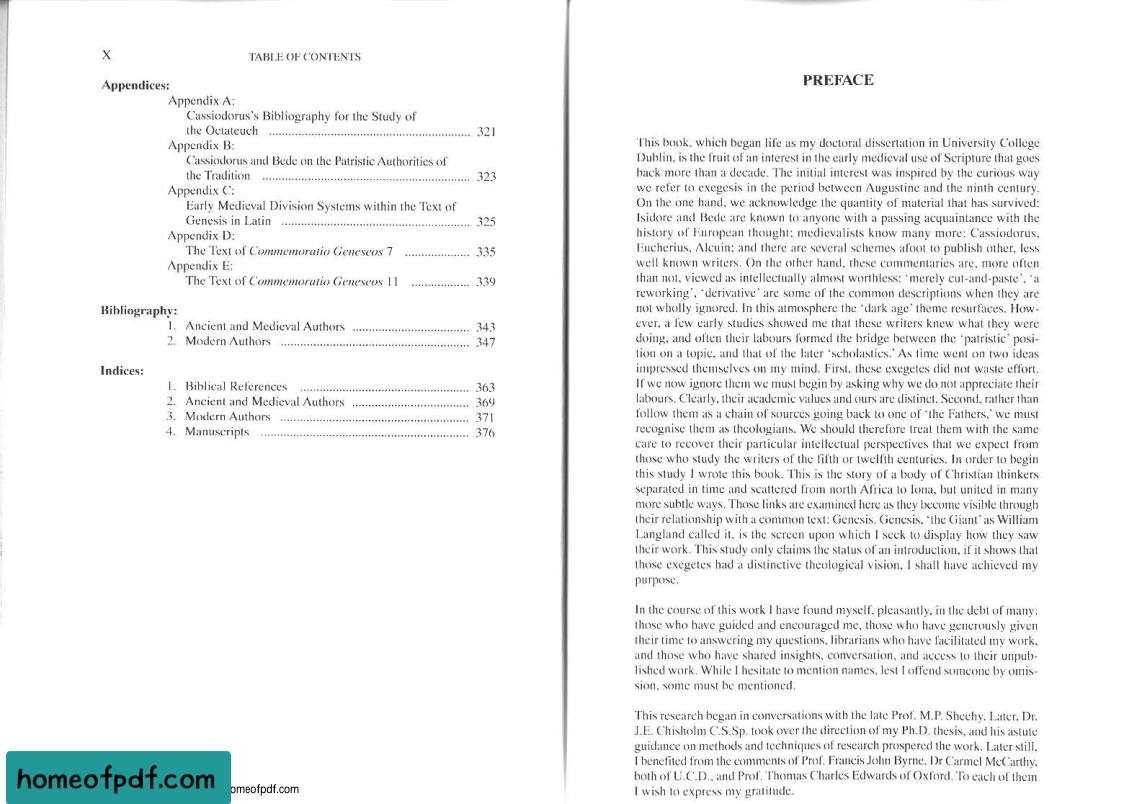 X
TABLE OF CONTENTS
Appendices:
Appendix A:
Cassiodorus's Bibliography for the Study of
the Octateuch ............................................................... 321
Appendix B:
Cassiodorus and Bede on the Patristic Authorities of
the Tradition ................................................................ 323
Appendix C:
Early Medieval Division Systems within the Text of
Genesis in Latin .......................................................... 325
Appendix D:
The Text of Commemoratio Geneseos 7 .................... 335
Appendix E:
The Text of Commemoratio Geneseos 11 .................. 339
Bibliography:
1. Ancient and Medieval Authors .................................... 343
2. Modern Authors .......................................................... 347
Indices:
1. Biblical References .................................................... 363
2. Ancient and Medieval Authors .................................... 369
3. Modern Authors .......................................................... 371
4. Manuscripts ................................................................ 376
PREFACE
This book, which began life as my doctoral dissertation in University College
Dublin, is the fruit of an interest in the early medieval use of Scripture that goes
back more than a decade. The initial interest was inspired by the curious way
we refer to exegesis in the period between Augustine and the ninth century.
On the one hand, we acknowledge the quantity of material that has survived:
Isidore and Bede are known to anyone with a passing acquaintance with the
history of European thought; medievalists know many more: Cassiodorus,
Eucherius, Alcuin; and there are several schemes afoot to publish other, less
well known writers. On the other hand, these commentaries are, more often
than not, viewed as intellectually almost worthless: 'merely cut-and-paste', 'a
reworking', 'derivative' are some of the common descriptions when they are
not wholly ignored. In this atmosphere the 'dark age' theme resurfaces. How-
ever, a few early studies showed me that these writers knew what they were
doing, and often their labours formed the bridge between the 'patristic' posi-
tion on a topic, and that of the later 'scholastics.' As time went on two ideas
impressed themselves on my mind. First, these exegetes did not waste effort.
If we now ignore them we must begin by asking why we do not appreciate their
labours. Clearly, their academic values and ours are distinct. Second, rather than
follow them as a chain of sources going back to one of 'the Fathers,' we must
recognise them as theologians. We should therefore treat them with the same
care to recover their particular intellectual perspectives that we expect from
those who study the writers of the fifth or twelfth centuries. In order to begin
this study I wrote this book. This is the story of a body of Christian thinkers
separated in time and scattered from north Africa to Iona, but united in many
more subtle ways. Those links are examined here as they become visible through
their relationship with a common text: Genesis. Genesis, 'the Giant' as William
Langland called it, is the screen upon which I seek to display how they saw
their work. This study only claims the status of an introduction, if it shows that
those exegetes had a distinctive theological vision, I shall have achieved my
purpose.
In the course of this work I have found myself, pleasantly, in the debt of many:
those who have guided and encouraged me, those who have generously given
their time to answering my questions, librarians who have facilitated my work,
and those who have shared insights, conversation, and access to their unpub-
lished work. While I hesitate to mention names, lest I offend someone by omis-
sion, some must be mentioned.
This research began in conversations with the late Prof. M.P. Sheehy. Later, Dr.
J.E. Chisholm C.S.Sp. took over the direction of my Ph.D. thesis, and his astute
guidance on methods and techniques of research prospered the work. Later still,
I benefited from the comments of Prof. Francis John Byrne, Dr Carmel McCarthy,
both of U.C.D., and Prof. Thomas Charles Edwards of Oxford. To each of them
I wish to express my gratitude.
homeofpdf.com
omeofpdf.com